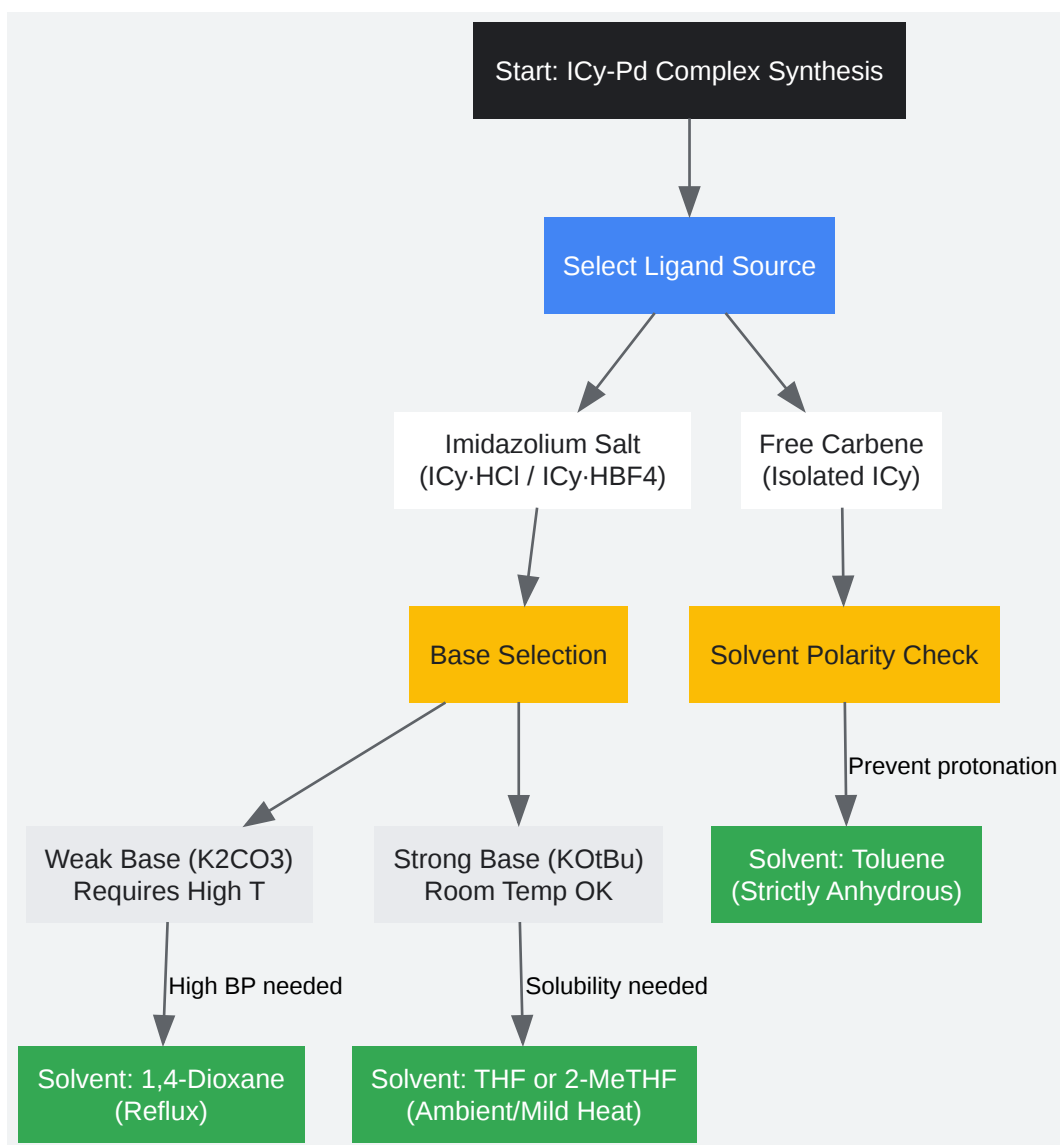 Start: ICy-Pd Complex Synthesis
Select Ligand Source
Imidazolium Salt
(ICy·HCl / ICy·HBF4)
Free Carbene
(Isolated ICy)
Base Selection
Solvent Polarity Check
Prevent protonation
Weak Base (K2CO3)
Requires High T
Strong Base (KOtBu)
Room Temp OK
Solvent: Toluene
(Strictly Anhydrous)
High BP needed
Solubility needed
Solvent: 1,4-Dioxane
(Reflux)
Solvent: THF or 2-MeTHF
(Ambient/Mild Heat)